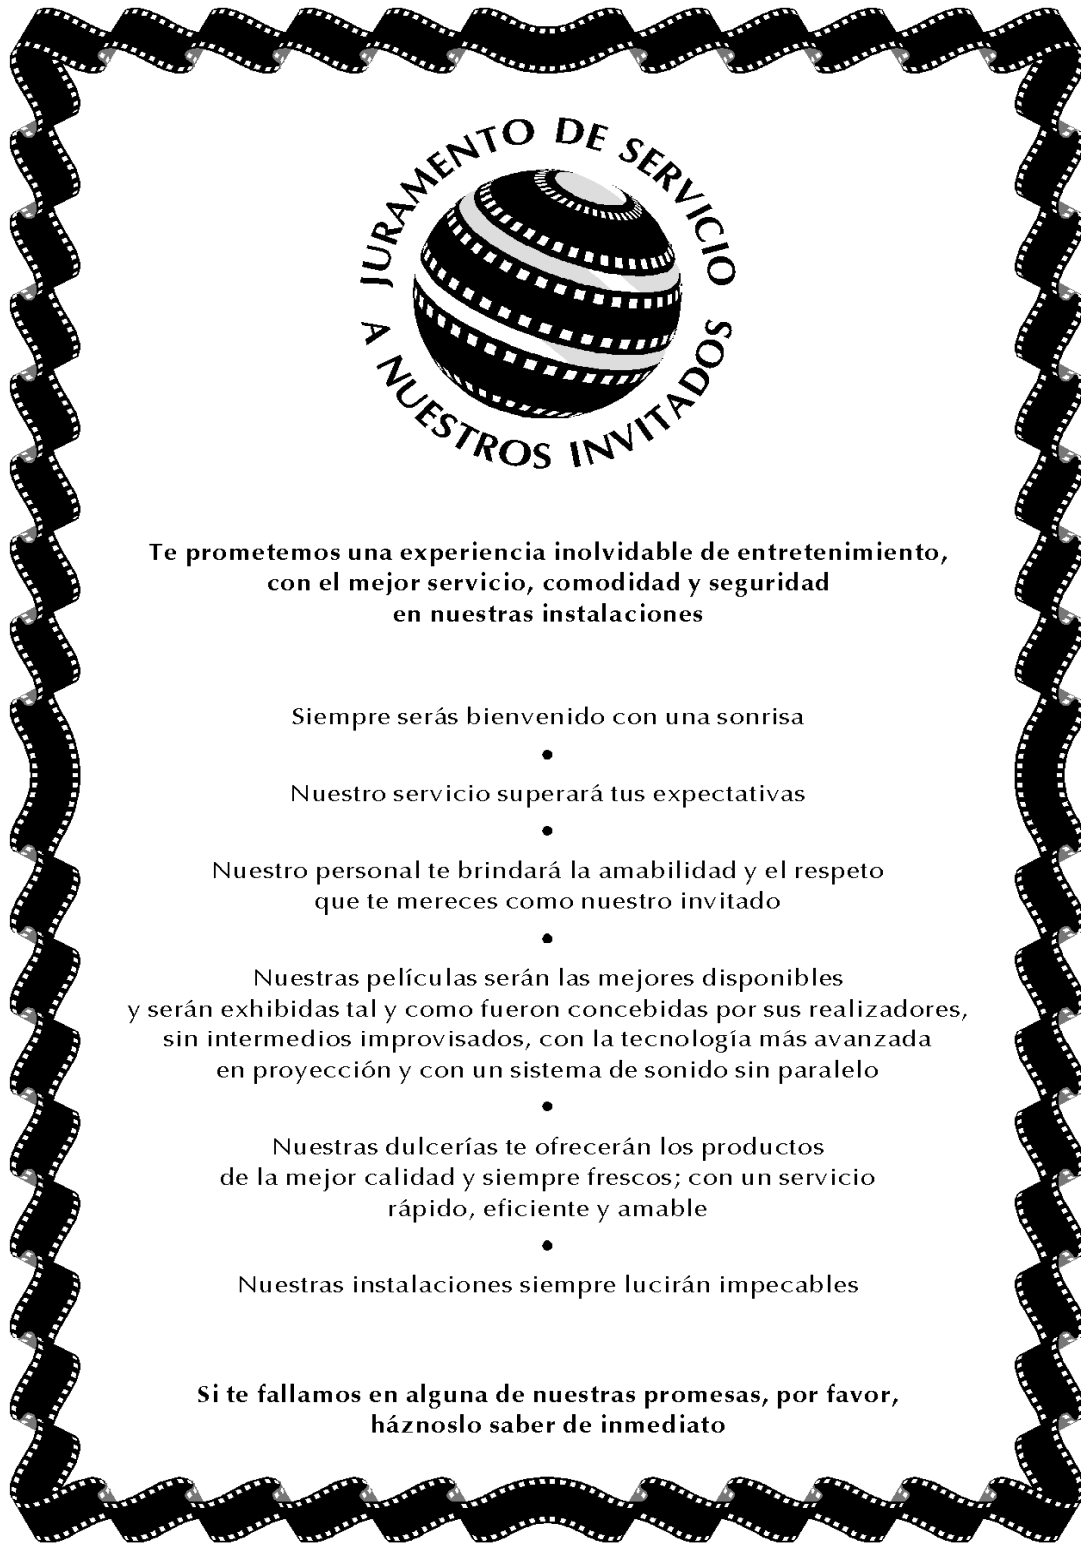 JURAMENTO DE SERVICIO
A NUESTROS INVITADOS
Te prometemos una experiencia inolvidable de entretenimiento,
con el mejor servicio, comodidad y seguridad
en nuestras instalaciones
Siempre serás bienvenido con una sonrisa
•
Nuestro servicio superará tus expectativas
•
Nuestro personal te brindará la amabilidad y el respeto
que te mereces como nuestro invitado
•
Nuestras películas serán las mejores disponibles
y serán exhibidas tal y como fueron concebidas por sus realizadores,
sin intermedios improvisados, con la tecnología más avanzada
en proyección y con un sistema de sonido sin paralelo
•
Nuestras dulcerías te ofrecerán los productos
de la mejor calidad y siempre frescos; con un servicio
rápido, eficiente y amable
•
Nuestras instalaciones siempre lucirán impecables
Si te fallamos en alguna de nuestras promesas, por favor,
háznoslo saber de inmediato